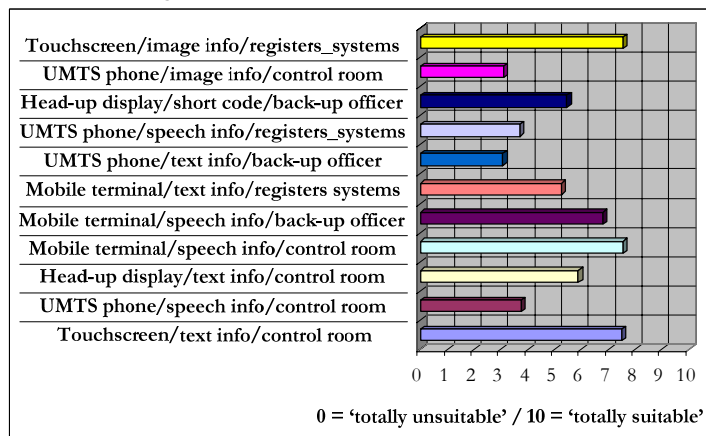 Touchscreen/image info/registers_systems
UMTS phone/image info/control room
Head-up display/short code/back-up officer
UMTS phone/speech info/registers_systems
UMTS phone/text info/back-up officer
Mobile terminal/text info/registers systems
Mobile terminal/speech info/back-up officer
Mobile terminal/speech info/control room
Head-up display/text info/control room
UMTS phone/speech info/control room
Touchscreen/text info/control room
0 1 2 3 4 5 6 7 8 9 10
0 = ‘totally unsuitable’ / 10 = ‘totally suitable’